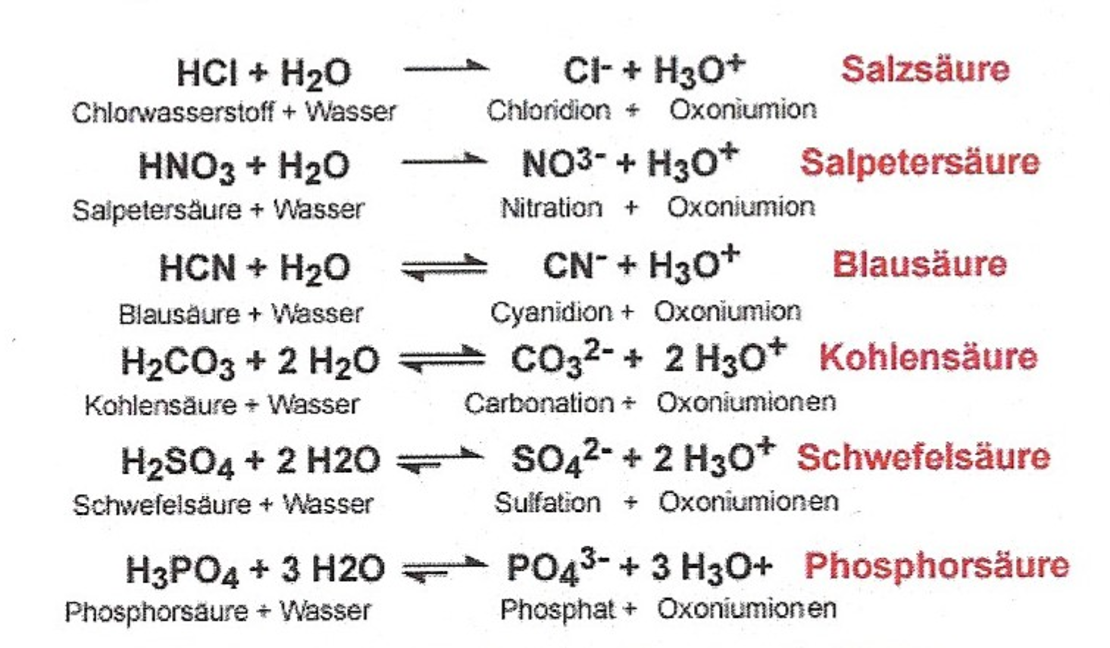 HCl + H₂O → Cl⁻ + H₃O⁺ Salzsäure
Chlorwasserstoff + Wasser Chloridion + Oxoniumion
HNO₃ + H₂O → NO³⁻ + H₃O⁺ Salpetersäure
Salpetersäure + Wasser Nitration + Oxoniumion
HCN + H₂O ⇌ CN⁻ + H₃O⁺ Blausäure
Blausäure + Wasser Cyanidion + Oxoniumion
H₂CO₃ + 2 H₂O ⇌ CO₃²⁻ + 2 H₃O⁺ Kohlensäure
Kohlensäure + Wasser Carbonation + Oxoniumionen
H₂SO₄ + 2 H2O ⇌ SO₄²⁻ + 2 H₃O⁺ Schwefelsäure
Schwefelsäure + Wasser Sulfation + Oxoniumionen
H₃PO₄ + 3 H2O ⇌ PO₄³⁻ + 3 H₃O+ Phosphorsäure
Phosphorsäure + Wasser Phosphat + Oxoniumionen